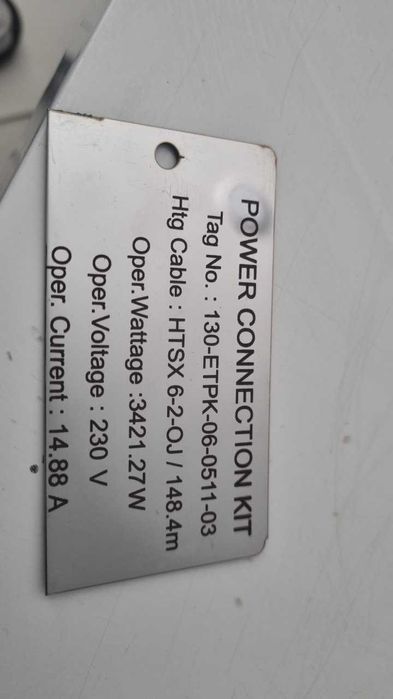 POWER CONNECTION KIT
Tag No. : 130-ETPK-06-0511-03
Htg Cable : HTSX 6-2-OJ / 148.4m
Oper.Wattage :3421.27W
Oper.Voltage : 230 V
Oper. Current : 14.88 A